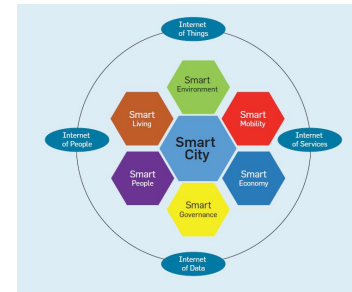 Internet
of Things
Smart
Environment
Smart
Living
Smart
Mobility
Internet
of People
Smart
City
Internet
of Services
Smart
People
Smart
Economy
Smart
Governance
Internet
of Data